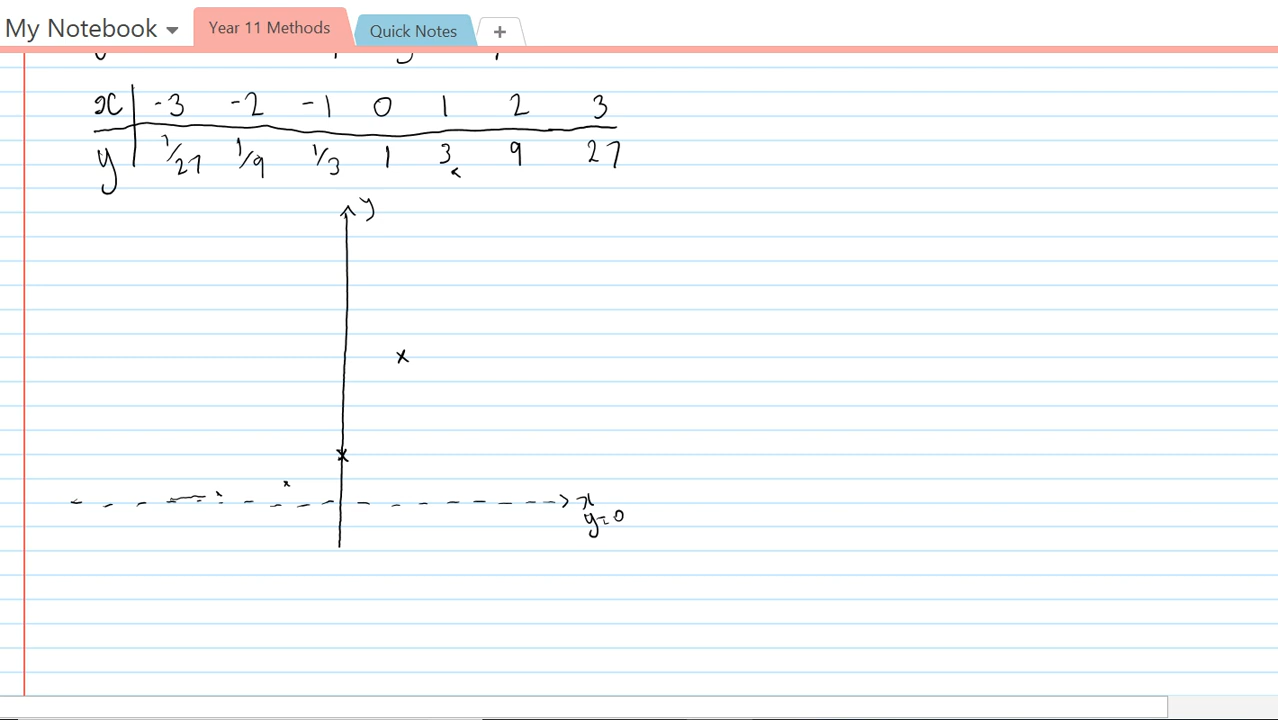 My Notebook Year 11 Methods Quick Notes +
x -3 -2 -1 0 1 2 3
y 1/27 1/9 1/3 1 3 9 27
y
x
y=0